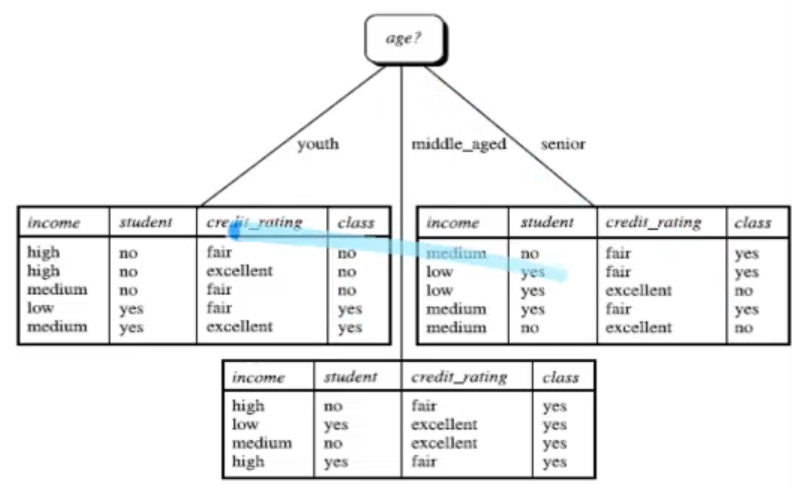 age?
youth
middle_aged
senior
income student credit_rating class
high no fair no
high no excellent no
medium no fair no
low yes fair yes
medium yes excellent yes
income student credit_rating class
medium no fair yes
low yes fair yes
low yes excellent no
medium yes fair yes
medium no excellent no
income student credit_rating class
high no fair yes
low yes excellent yes
medium no excellent yes
high yes fair yes